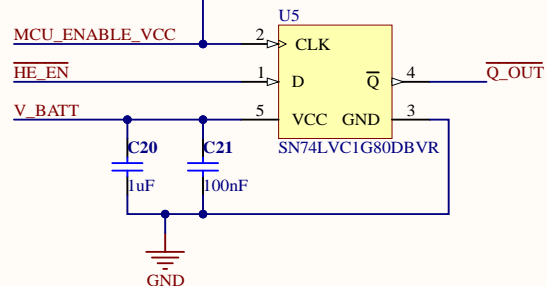 U5
MCU_ENABLE_VCC 2 CLK
HE_EN 1 D Q 4 Q_OUT
V_BATT 5 VCC GND 3
C20 C21 SN74LVC1G80DBVR
1uF 100nF
GND